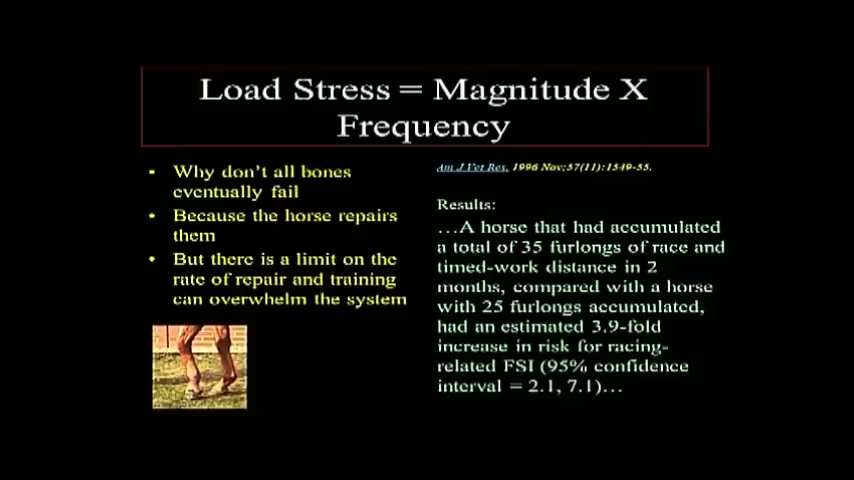 Load Stress = Magnitude X
Frequency
• Why don't all bones
eventually fail
• Because the horse repairs
them
• But there is a limit on the
rate of repair and training
can overwhelm the system
Am J Vet Res. 1996 Nov;57(11):1549-55.
Results:
…A horse that had accumulated
a total of 35 furlongs of race and
timed-work distance in 2
months, compared with a horse
with 25 furlongs accumulated,
had an estimated 3.9-fold
increase in risk for racing-
related FSI (95% confidence
interval = 2.1, 7.1)…